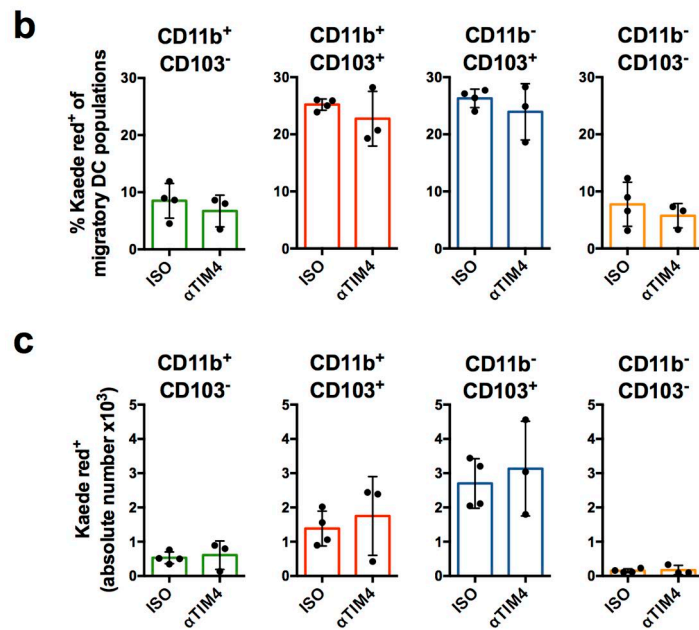 b
CD11b⁺
CD103⁻
CD11b⁺
CD103⁺
CD11b⁻
CD103⁺
CD11b⁻
CD103⁻
% Kaede red⁺ of
migratory DC populations
30
20
10
0
ISO
αTIM4
30
20
10
0
ISO
αTIM4
30
20
10
0
ISO
αTIM4
30
20
10
0
ISO
αTIM4
c
CD11b⁺
CD103⁻
CD11b⁺
CD103⁺
CD11b⁻
CD103⁺
CD11b⁻
CD103⁻
Kaede red⁺
(absolute number x10³)
5
4
3
2
1
0
ISO
αTIM4
5
4
3
2
1
0
ISO
αTIM4
5
4
3
2
1
0
ISO
αTIM4
5
4
3
2
1
0
ISO
αTIM4